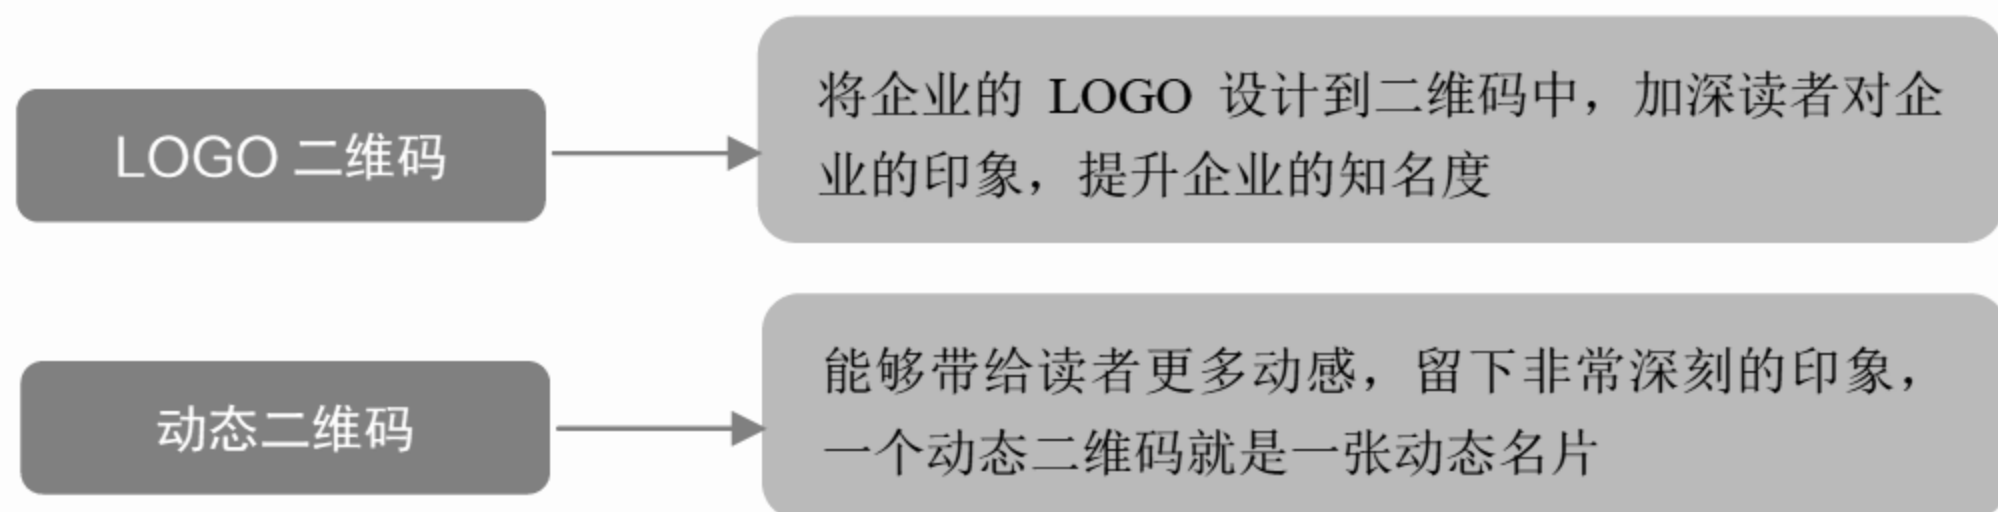 LOGO 二维码
将企业的 LOGO 设计到二维码中，加深读者对企
业的印象，提升企业的知名度
动态二维码
能够带给读者更多动感，留下非常深刻的印象，
一个动态二维码就是一张动态名片